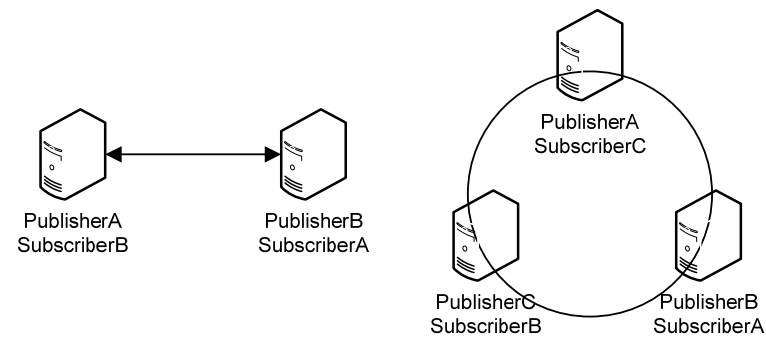 PublisherA
SubscriberB
PublisherB
SubscriberA
PublisherA
SubscriberC
PublisherC
SubscriberB
PublisherB
SubscriberA